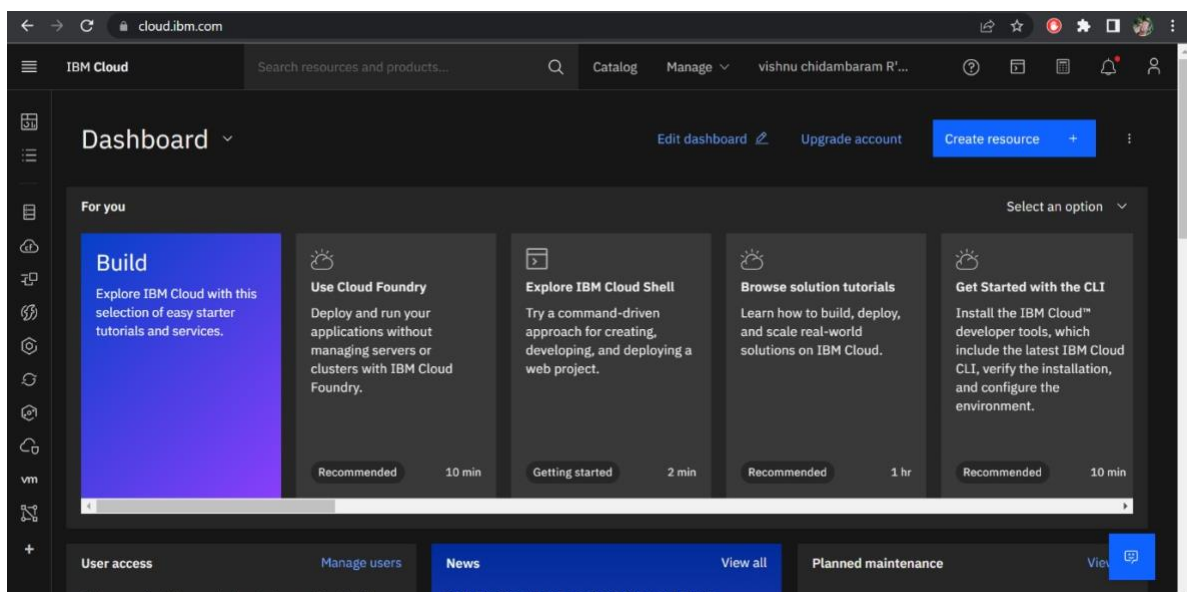 cloud.ibm.com
IBM Cloud
Search resources and products...
Catalog
Manage
vishnu chidambaram R'...
Dashboard
Edit dashboard
Upgrade account
Create resource +
For you
Select an option
Build
Explore IBM Cloud with this
selection of easy starter
tutorials and services.
Use Cloud Foundry
Deploy and run your
applications without
managing servers or
clusters with IBM Cloud
Foundry.
Recommended
10 min
Explore IBM Cloud Shell
Try a command-driven
approach for creating,
developing, and deploying a
web project.
Getting started
2 min
Browse solution tutorials
Learn how to build, deploy,
and scale real-world
solutions on IBM Cloud.
Recommended
1 hr
Get Started with the CLI
Install the IBM Cloud™
developer tools, which
include the latest IBM Cloud
CLI, verify the installation,
and configure the
environment.
Recommended
10 min
vm
User access
Manage users
News
View all
Planned maintenance